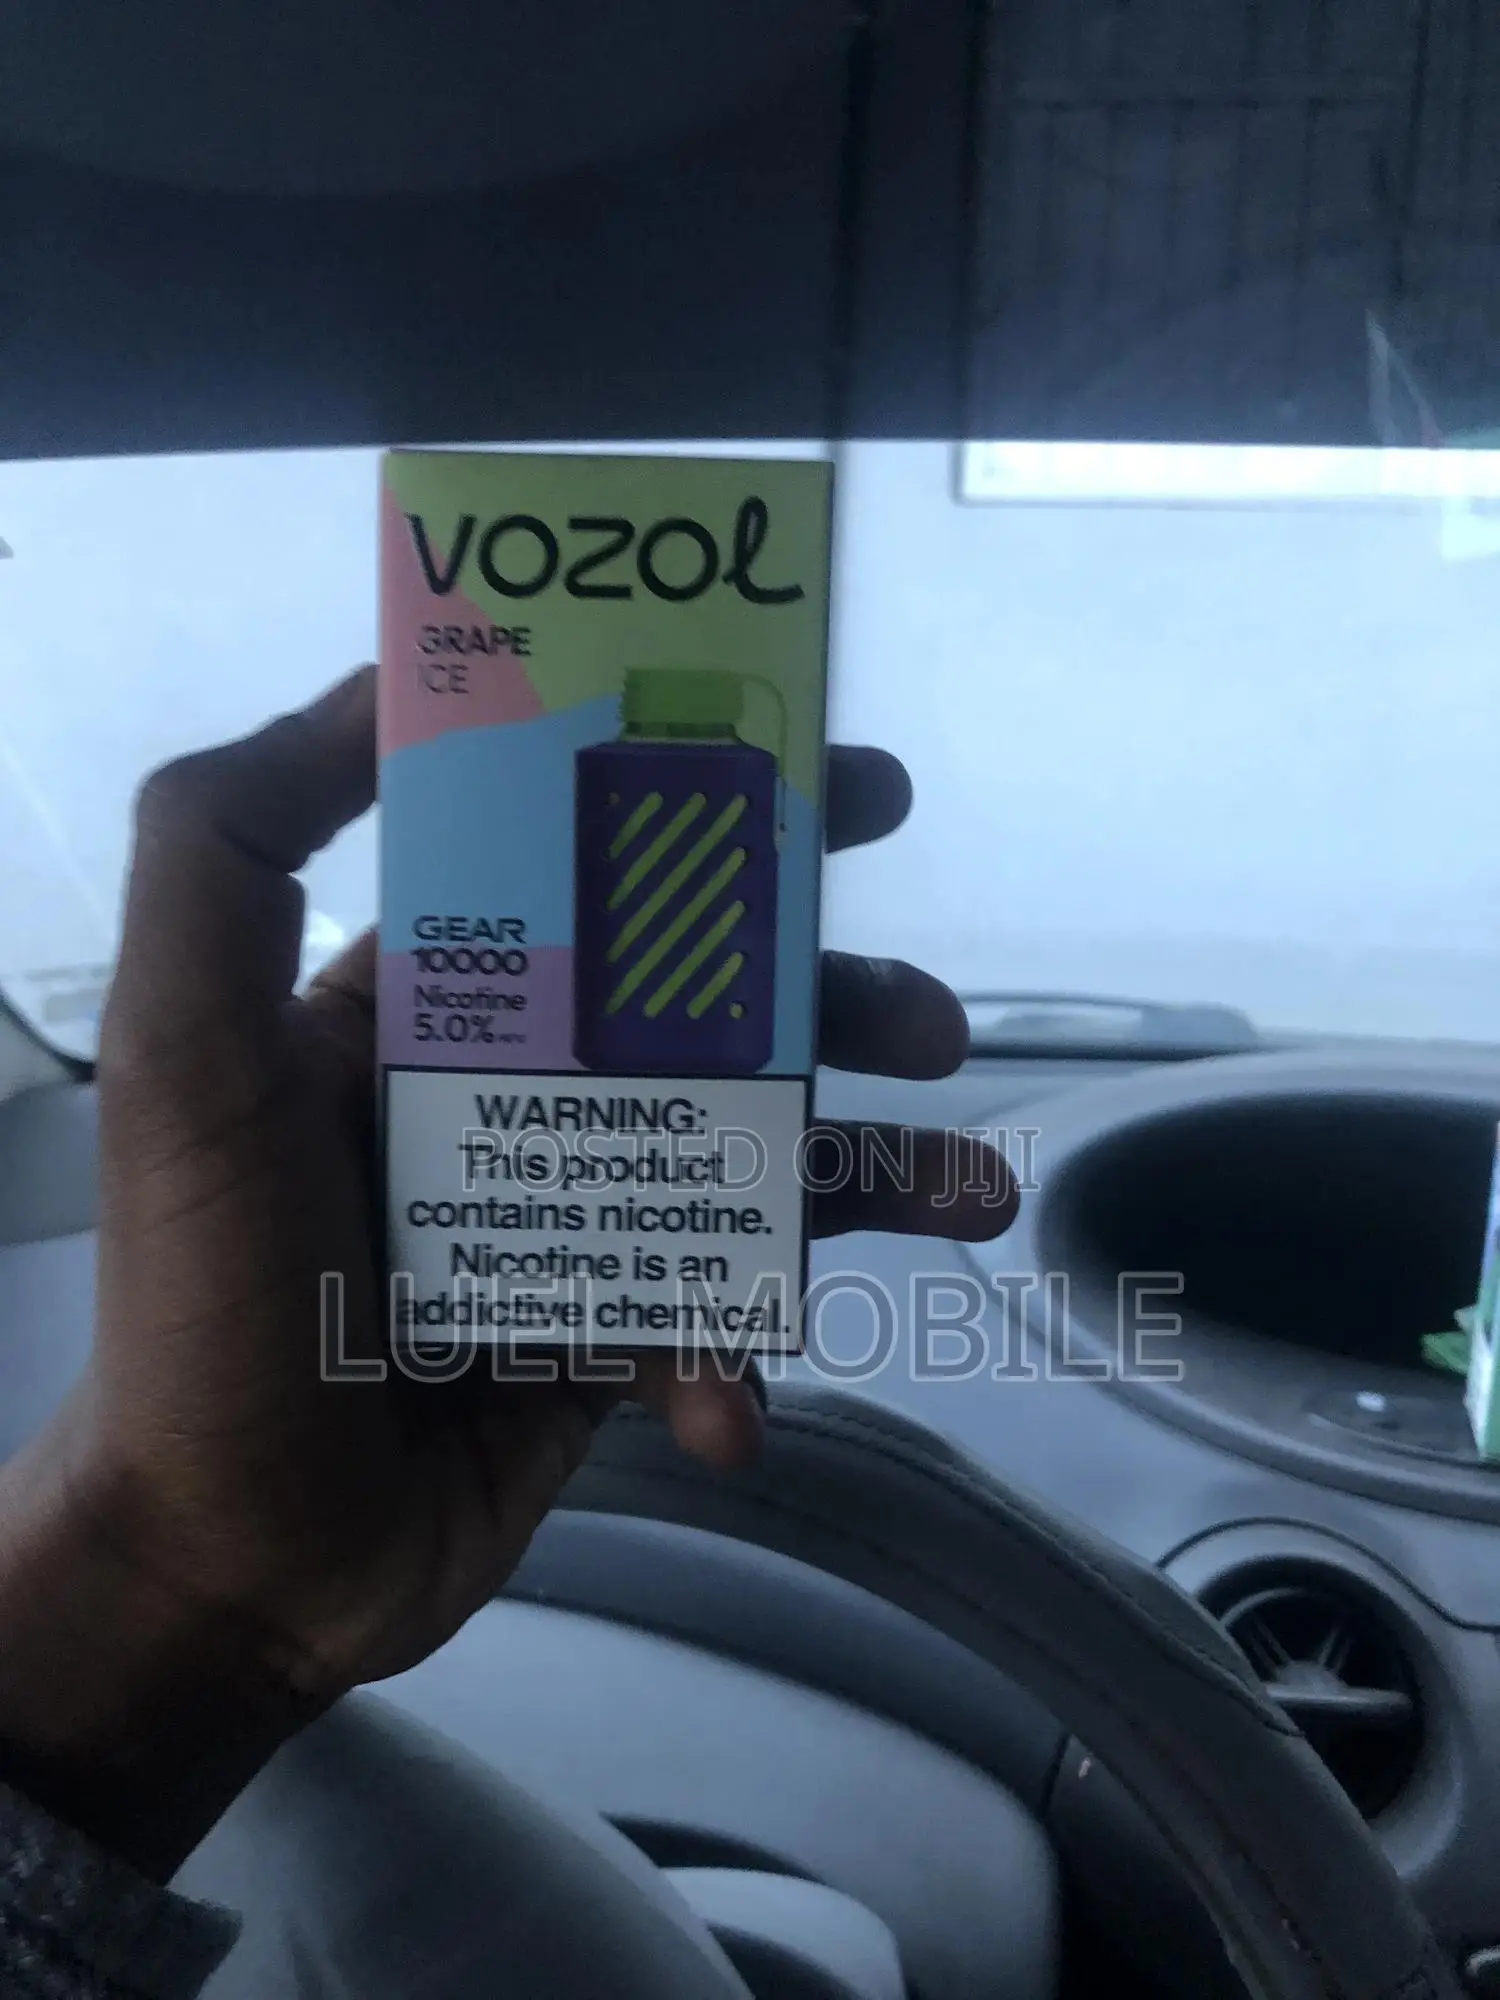 VOZOL
GRAPE
ICE
GEAR
10000
Nicotine
5.0%
WARNING:
This product
contains nicotine.
Nicotine is an
addictive chemical.
POSTED ON JIJI
LUEL MOBILE